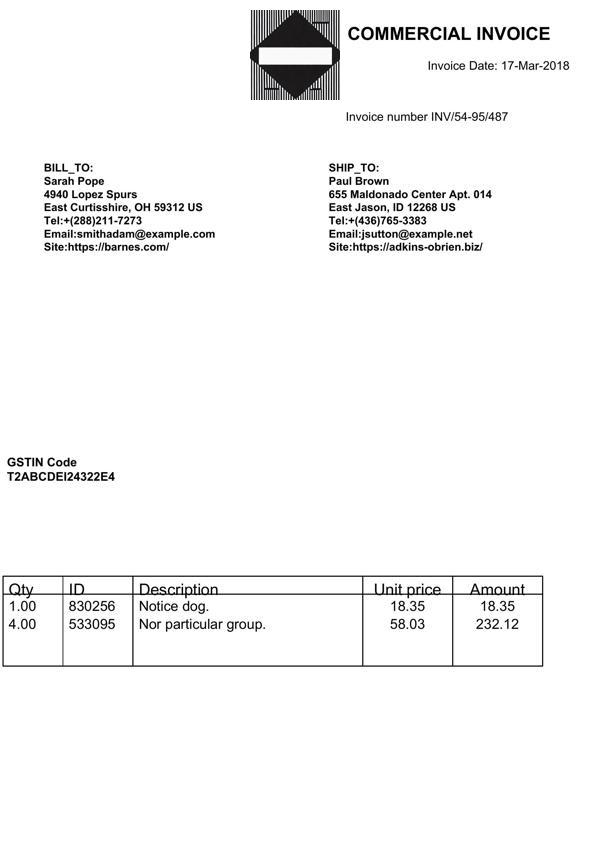 COMMERCIAL INVOICE
Invoice Date: 17-Mar-2018
Invoice number INV/54-95/487
BILL_TO:
Sarah Pope
4940 Lopez Spurs
East Curtisshire, OH 59312 US
Tel:+(288)211-7273
Email:smithadam@example.com
Site:https://barnes.com/
SHIP_TO:
Paul Brown
655 Maldonado Center Apt. 014
East Jason, ID 12268 US
Tel:+(436)765-3383
Email:jsutton@example.net
Site:https://adkins-obrien.biz/
GSTIN Code
T2ABCDEI24322E4
Qty ID Description Unit price Amount
1.00 830256 Notice dog. 18.35 18.35
4.00 533095 Nor particular group. 58.03 232.12